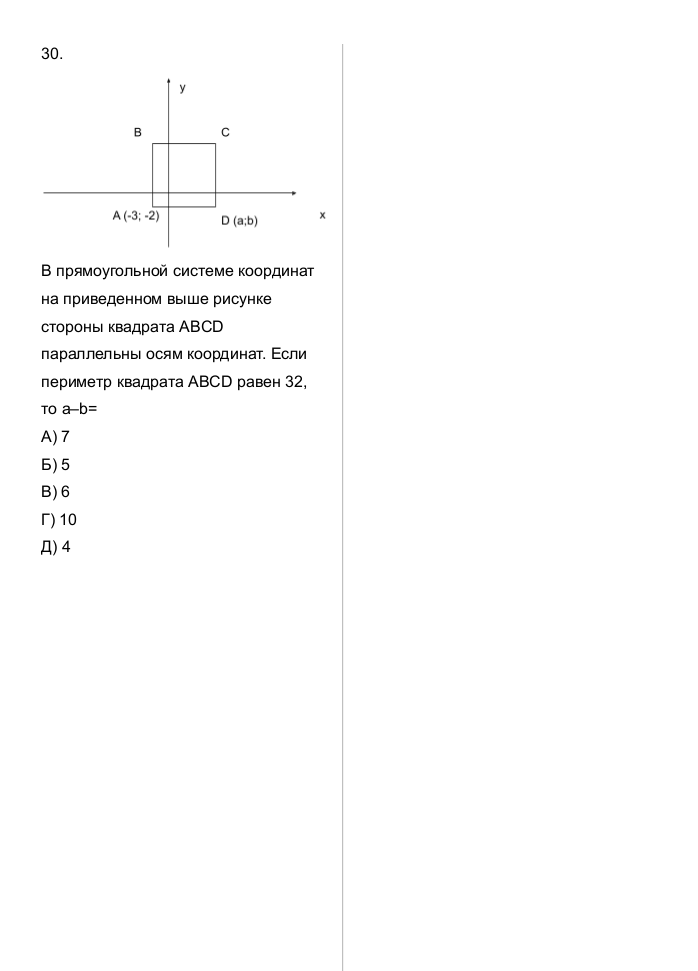 30.
y
B C
A (-3; -2)
D (a;b)
x
В прямоугольной системе координат
на приведенном выше рисунке
стороны квадрата ABCD
параллельны осям координат. Если
периметр квадрата ABCD равен 32,
то a–b=
А) 7
Б) 5
В) 6
Г) 10
Д) 4